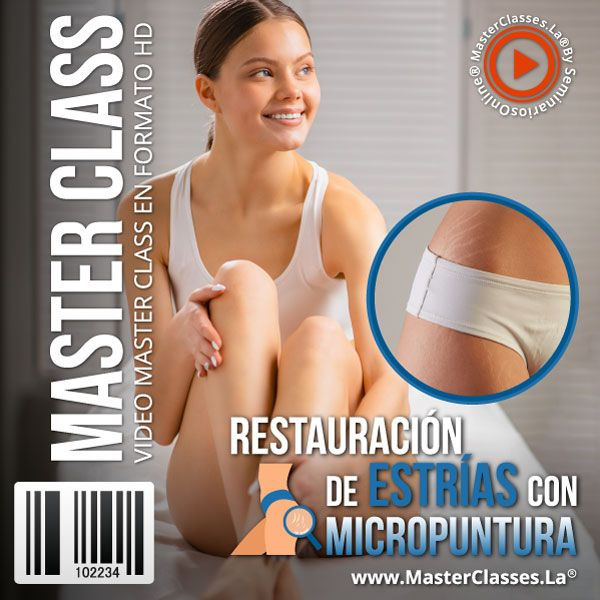 MASTER CLASS
VIDEO MASTER CLASS EN FORMATO HD
MasterClasses.La®By SeminariosOnline®
RESTAURACIÓN
DE ESTRÍAS CON
MICROPUNTURA
102234
www.MasterClasses.La®